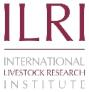 ILRI
INTERNATIONAL
LIVESTOCK RESEARCH
INSTITUTE